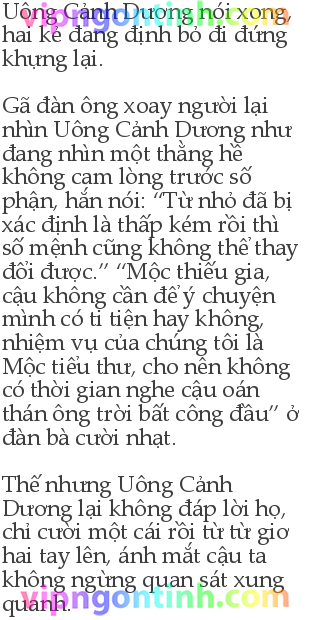 Uông Cảnh Dương nói xong,
hai kẻ đang định bỏ đi đứng
khựng lại.
Gã đàn ông xoay người lại
nhìn Uông Cảnh Dương như
đang nhìn một thằng hề
không cam lòng trước số
phận, hắn nói: “Từ nhỏ đã bị
xác định là thấp kém rồi thì
số mệnh cũng không thể thay
đổi được.” “Mộc thiếu gia,
cậu không cần để ý chuyện
mình có ti tiện hay không,
nhiệm vụ của chúng tôi là
Mộc tiểu thư, cho nên không
có thời gian nghe cậu oán
thán ông trời bất công đâu” ở
đàn bà cười nhạt.
Thế nhưng Uông Cảnh
Dương lại không đáp lời họ,
chỉ cười một cái rồi từ từ giơ
hai tay lên, ánh mắt cậu ta
không ngừng quan sát xung
quanh.
vipngontinh.com
vipngontinh.com